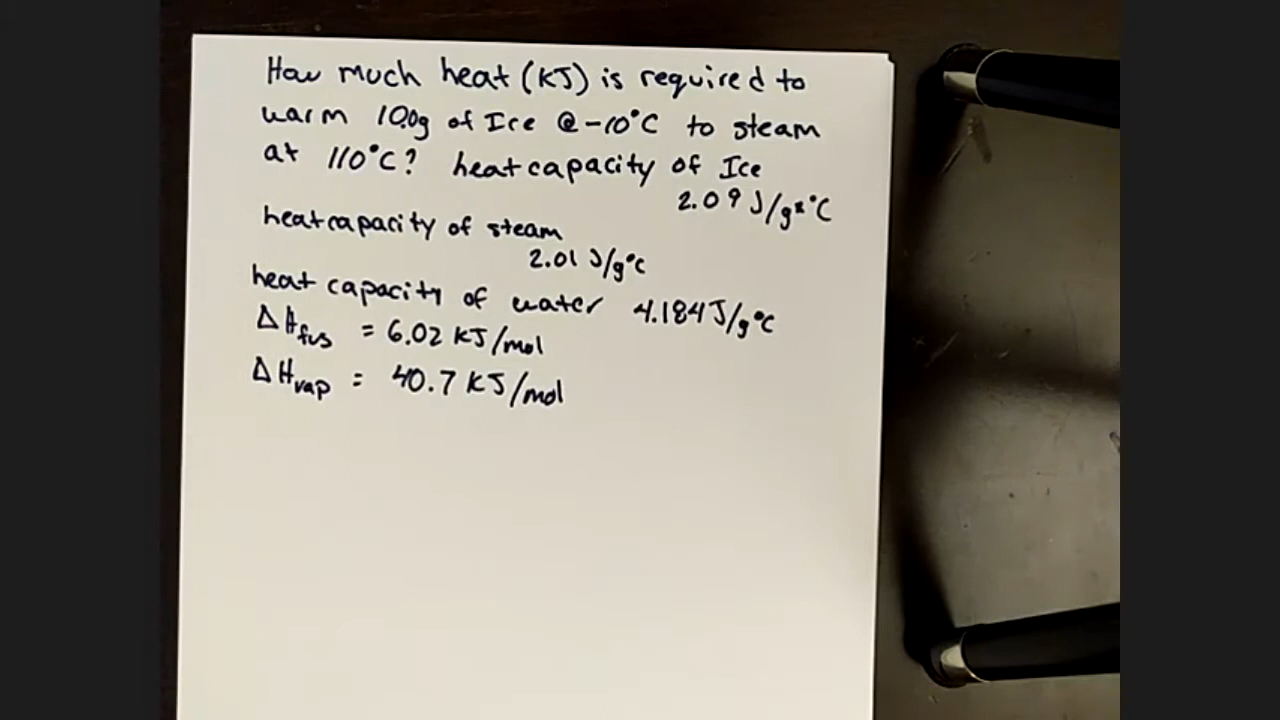 How much heat (KJ) is required to
warm 10.0g of Ice @ -10°C to steam
at 110°C? heat capacity of Ice
2.09 J/g*°C
heat capacity of steam
2.01 J/g°C
heat capacity of water 4.184 J/g°C
ΔHfus = 6.02 KJ/mol
ΔHvap = 40.7 KJ/mol